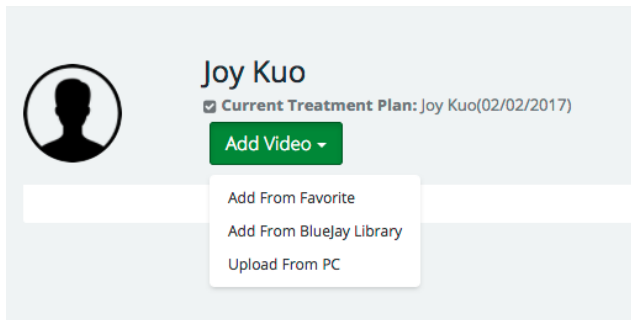 Joy Kuo
Current Treatment Plan: Joy Kuo(02/02/2017)
Add Video
Add From Favorite
Add From BlueJay Library
Upload From PC